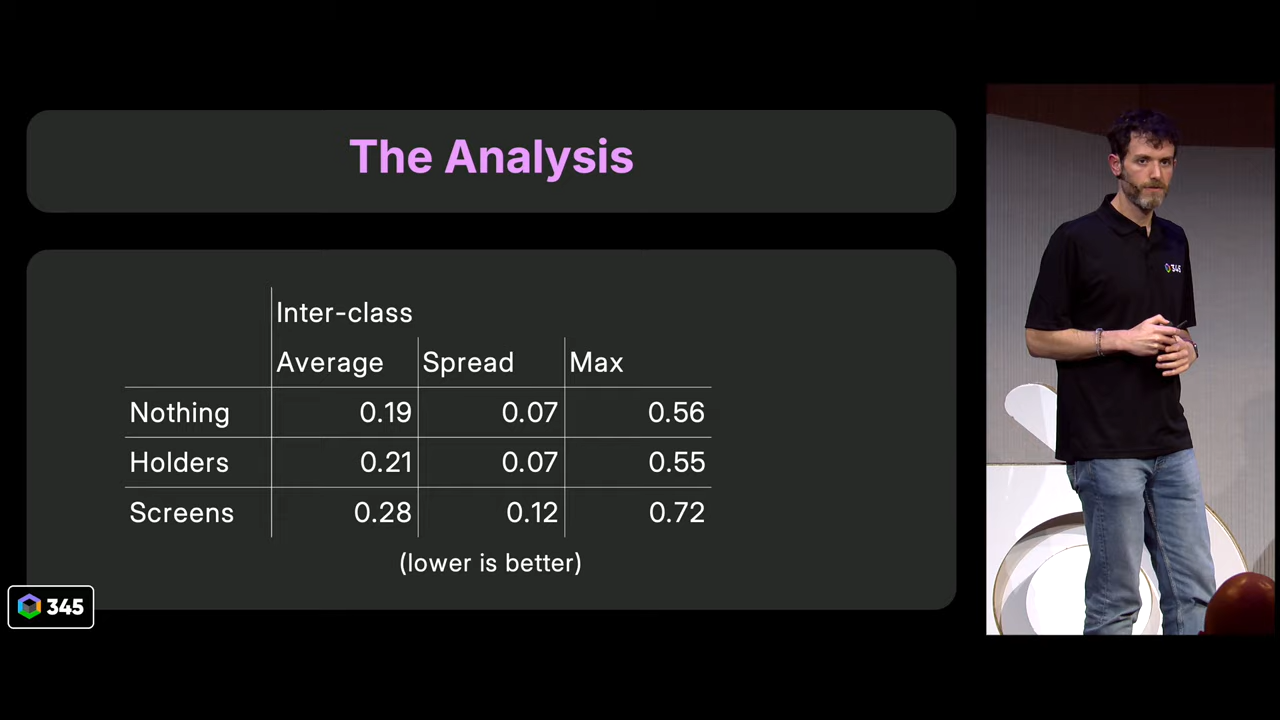 The Analysis
Inter-class
Average Spread Max
Nothing 0.19 0.07 0.56
Holders 0.21 0.07 0.55
Screens 0.28 0.12 0.72
(lower is better)
345
345